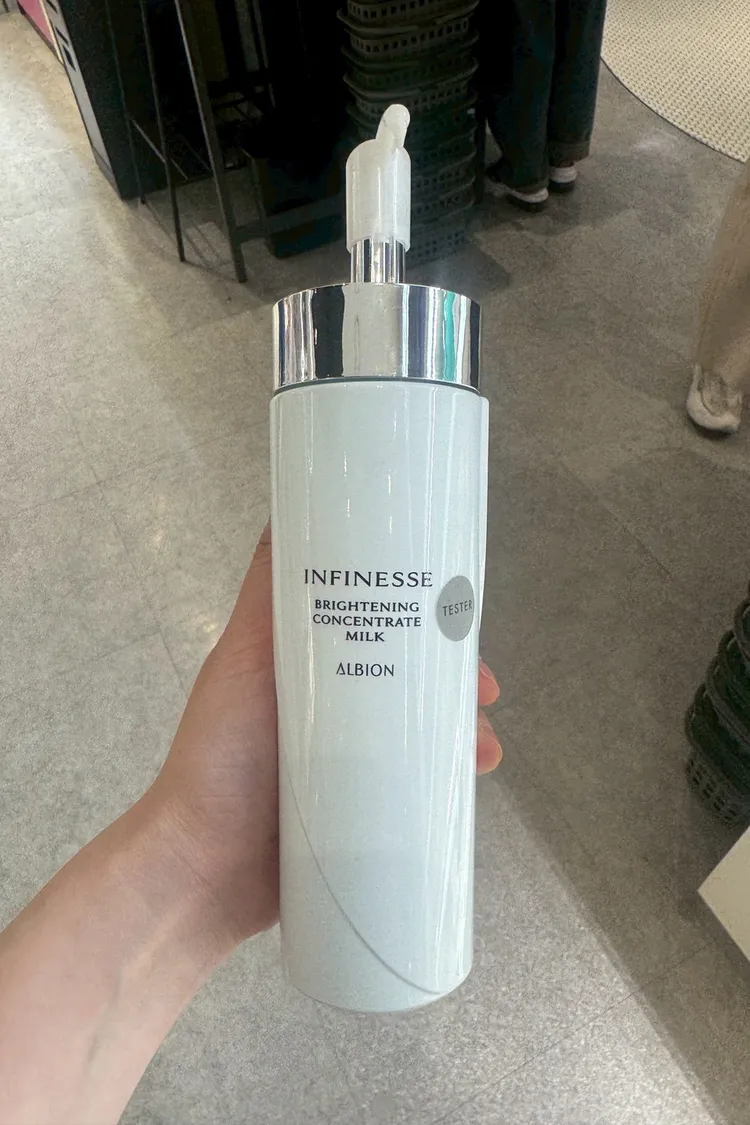 INFINESSE
BRIGHTENING
CONCENTRATE
MILK
TESTER
ALBION